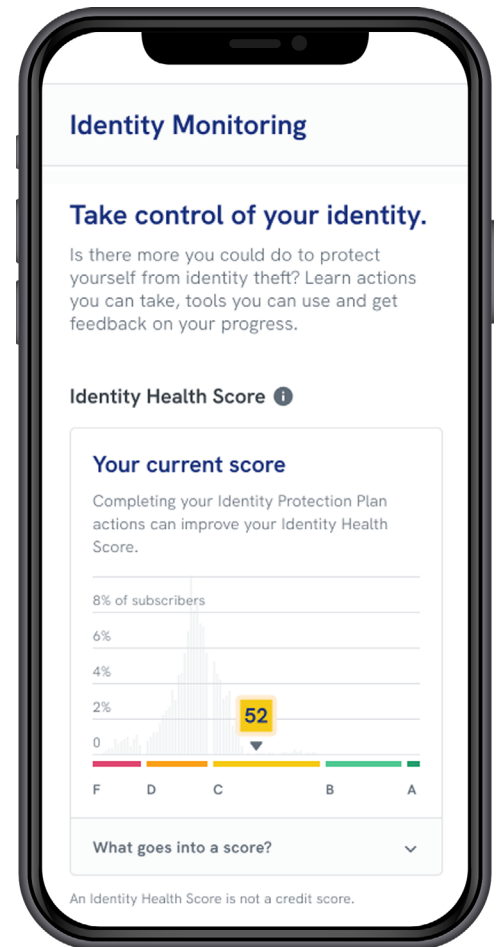 Identity Monitoring
Take control of your identity.
Is there more you could do to protect
yourself from identity theft? Learn actions
you can take, tools you can use and get
feedback on your progress.
Identity Health Score
Your current score
Completing your Identity Protection Plan
actions can improve your Identity Health
Score.
8% of subscribers
6%
4%
2%
52
0
F D C B A
What goes into a score?
An Identity Health Score is not a credit score.